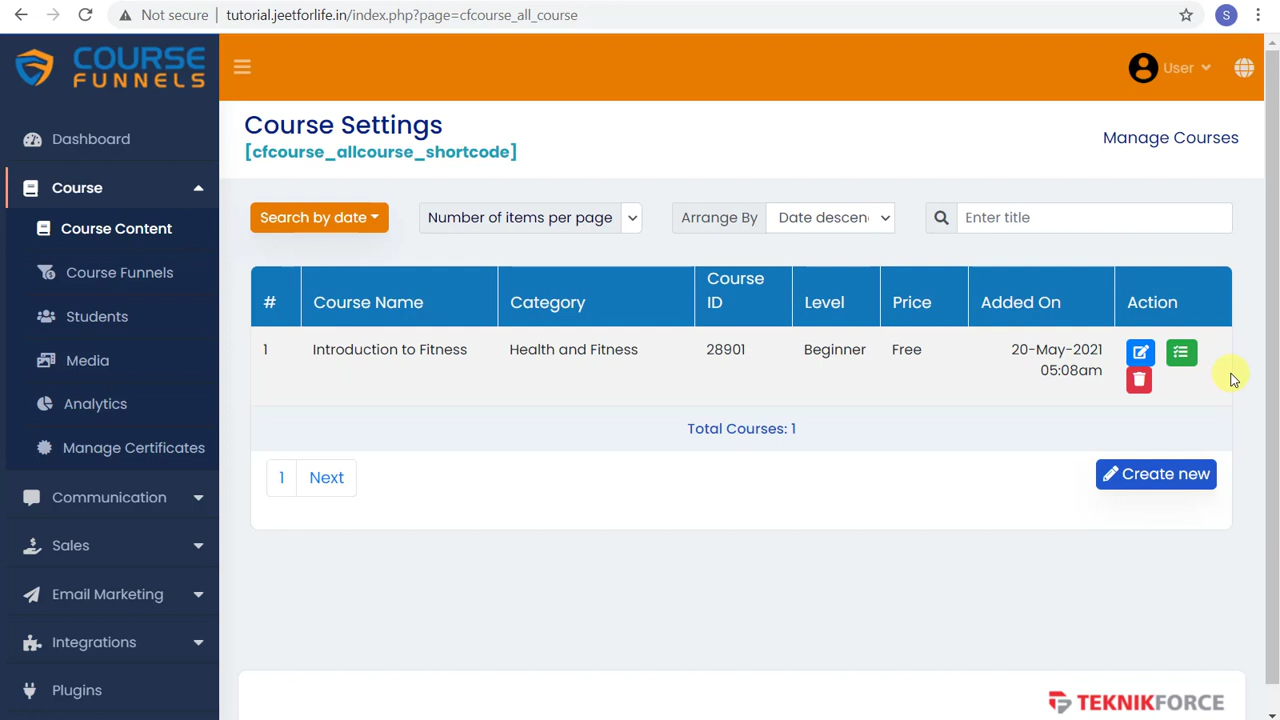 Not secure
tutorial.jeetforlife.in/index.php?page=cfcourse_all_course
S
COURSE
FUNNELS
User
Dashboard
Course
Course Content
Course Funnels
Students
Media
Analytics
Manage Certificates
Communication
Sales
Email Marketing
Integrations
Plugins
Course Settings
[cfcourse_allcourse_shortcode]
Manage Courses
Search by date
Number of items per page
Arrange By
Date descen
Enter title
# Course Name Category Course ID Level Price Added On Action
1 Introduction to Fitness Health and Fitness 28901 Beginner Free 20-May-2021
05:08am
Total Courses: 1
1 Next
Create new
TEKNIKFORCE